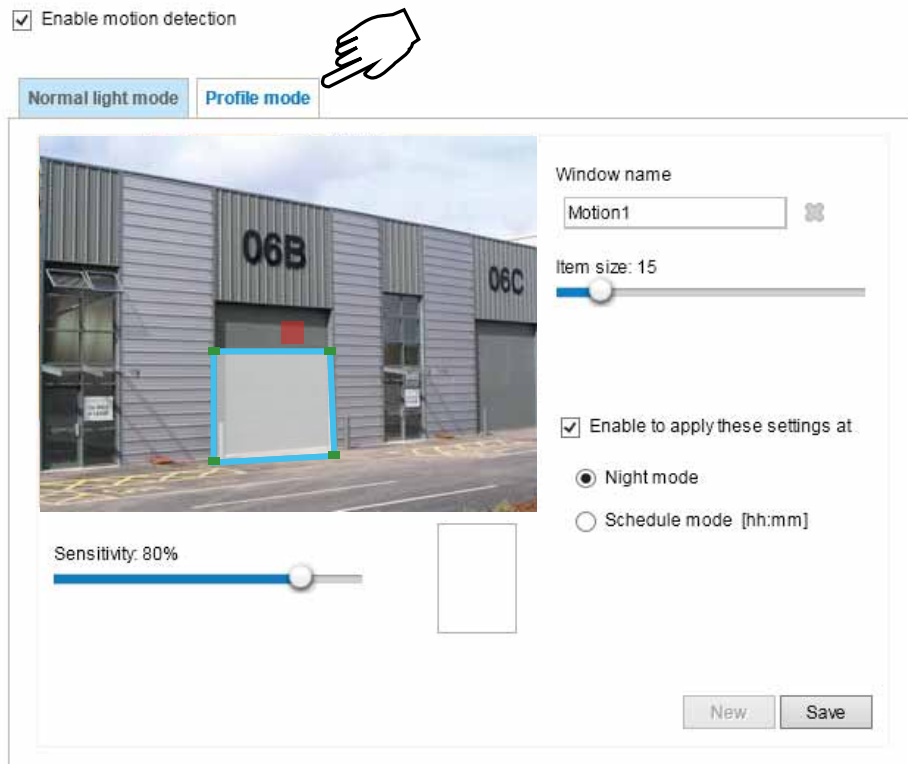 Enable motion detection
Normal light mode
Profile mode
06B
06C
Window name
Motion1
Item size: 15
Enable to apply these settings at
Night mode
Schedule mode [hh:mm]
Sensitivity: 80%
New
Save